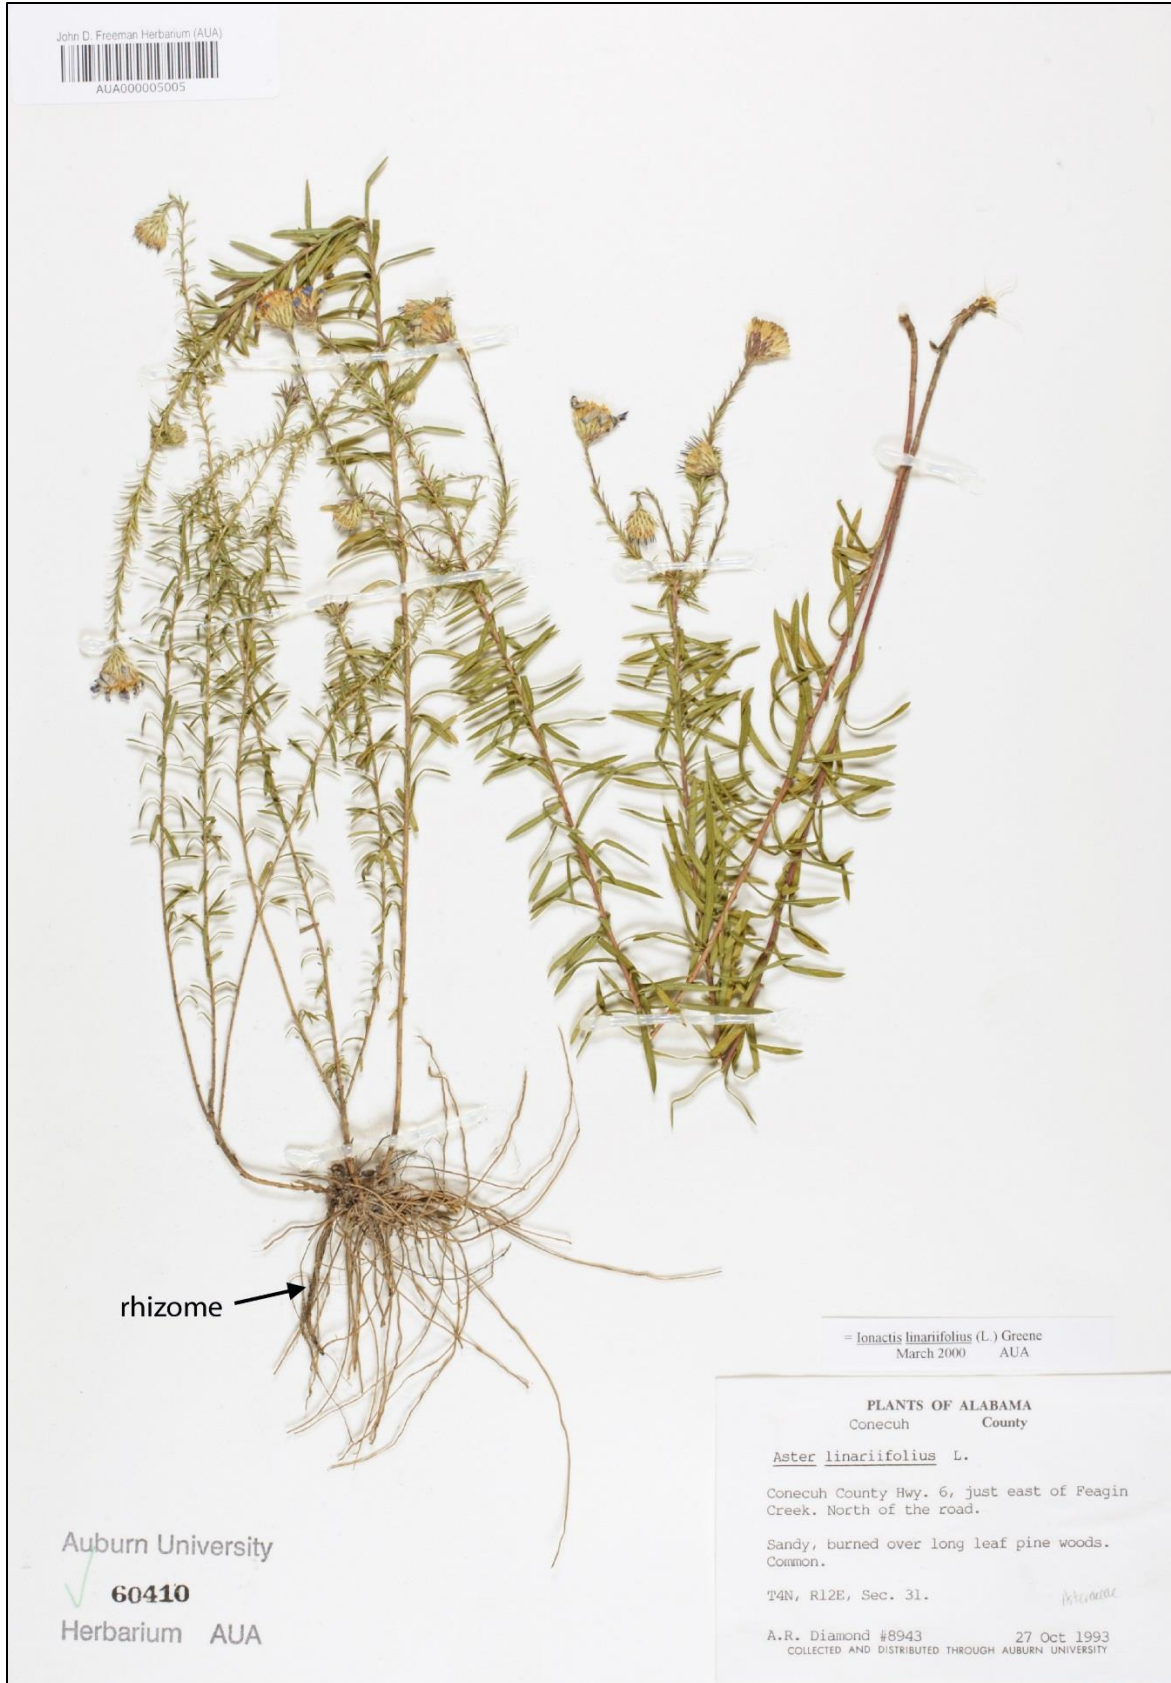 John D. Freeman Herbarium (AUA)
AUA000005005
rhizome
= Ionactis linariifolius (L.) Greene
March 2000 AUA
PLANTS OF ALABAMA
Conecuh County
Aster linariifolius L.
Conecuh County Hwy. 6, just east of Feagin
Creek. North of the road.
Sandy, burned over long leaf pine woods.
Common.
T4N, R12E, Sec. 31.
Asteraceae
A.R. Diamond #8943 27 Oct 1993
COLLECTED AND DISTRIBUTED THROUGH AUBURN UNIVERSITY
Auburn University
60410
Herbarium AUA